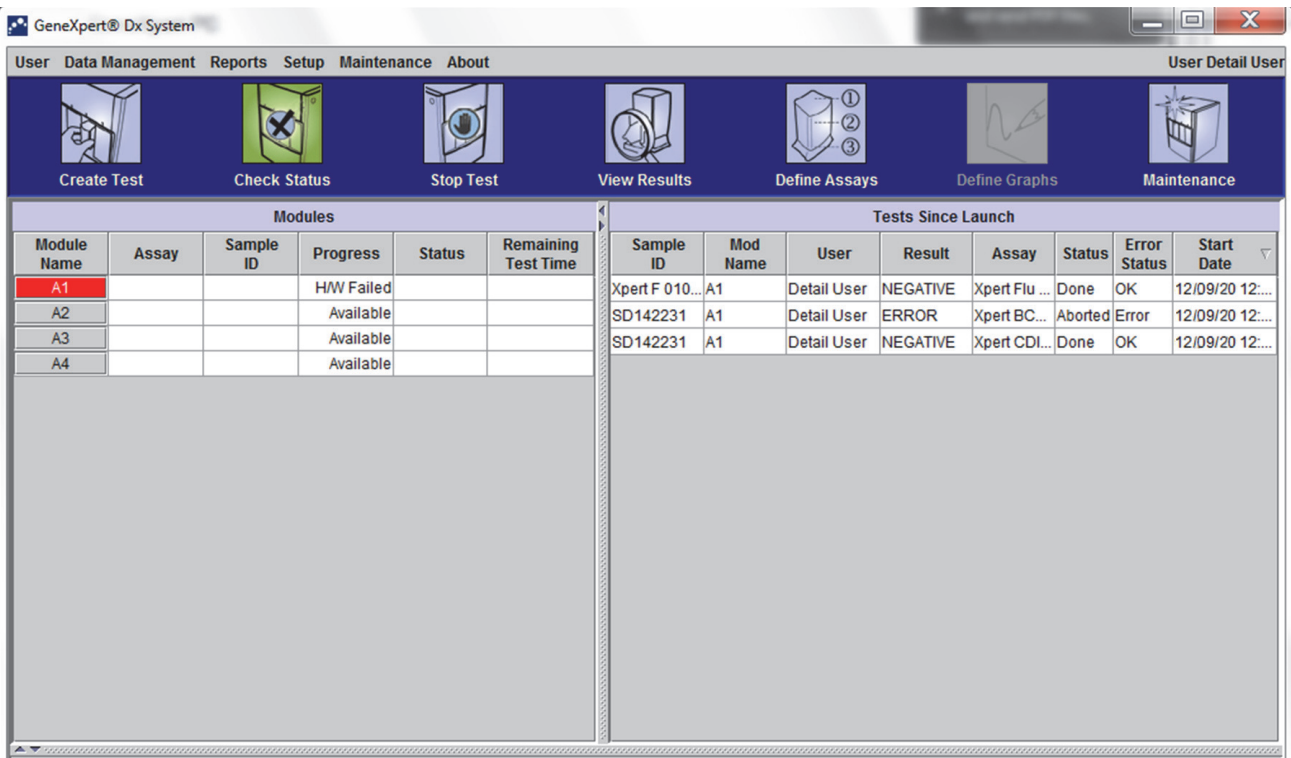 GeneXpert® Dx System
User Data Management Reports Setup Maintenance About User Detail User
① ② ③
Create Test Check Status Stop Test View Results Define Assays Define Graphs Maintenance
Modules Tests Since Launch
Module Name Assay Sample ID Progress Status Remaining Test Time Sample ID Mod Name User Result Assay Status Error Status Start Date
A1 H/W Failed Xpert F 010... A1 Detail User NEGATIVE Xpert Flu ... Done OK 12/09/20 12:...
A2 Available SD142231 A1 Detail User ERROR Xpert BC... Aborted Error 12/09/20 12:...
A3 Available SD142231 A1 Detail User NEGATIVE Xpert CDI... Done OK 12/09/20 12:...
A4 Available